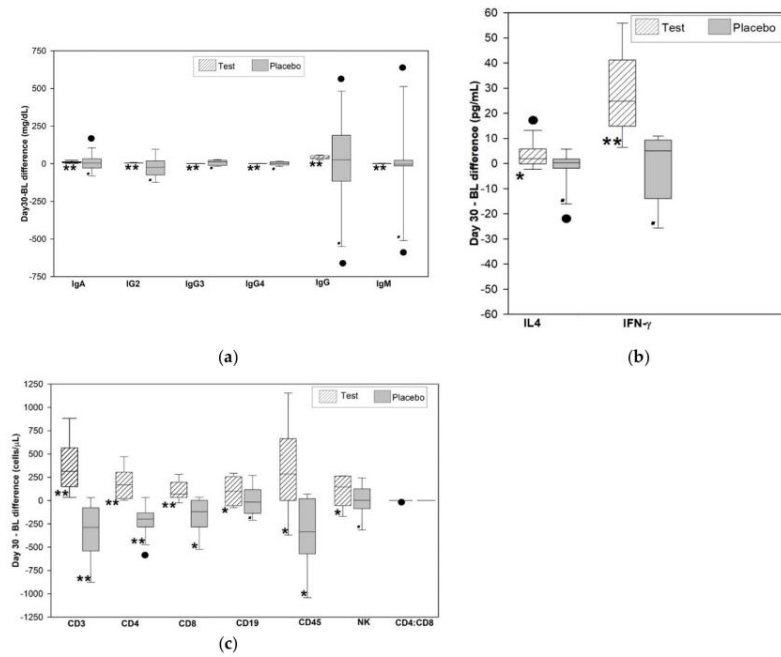 750
500
250
0
-250
-500
-750
Day30-BL difference (mg/dL)
Test
Placebo
**
**
**
**
**
**
IgA
IG2
IgG3
IgG4
IgG
IgM
(a)
60
50
40
30
20
10
0
-10
-20
-30
-40
-50
-60
Day 30 - BL difference (pg/mL)
Test
Placebo
*
**
IL4
IFN-γ
(b)
1250
1000
750
500
250
0
-250
-500
-750
-1000
-1250
Day 30 - BL difference (cells/μL)
Test
Placebo
**
**
**
**
**
*
*
*
*
*
CD3
CD4
CD8
CD19
CD45
NK
CD4:CD8
(c)